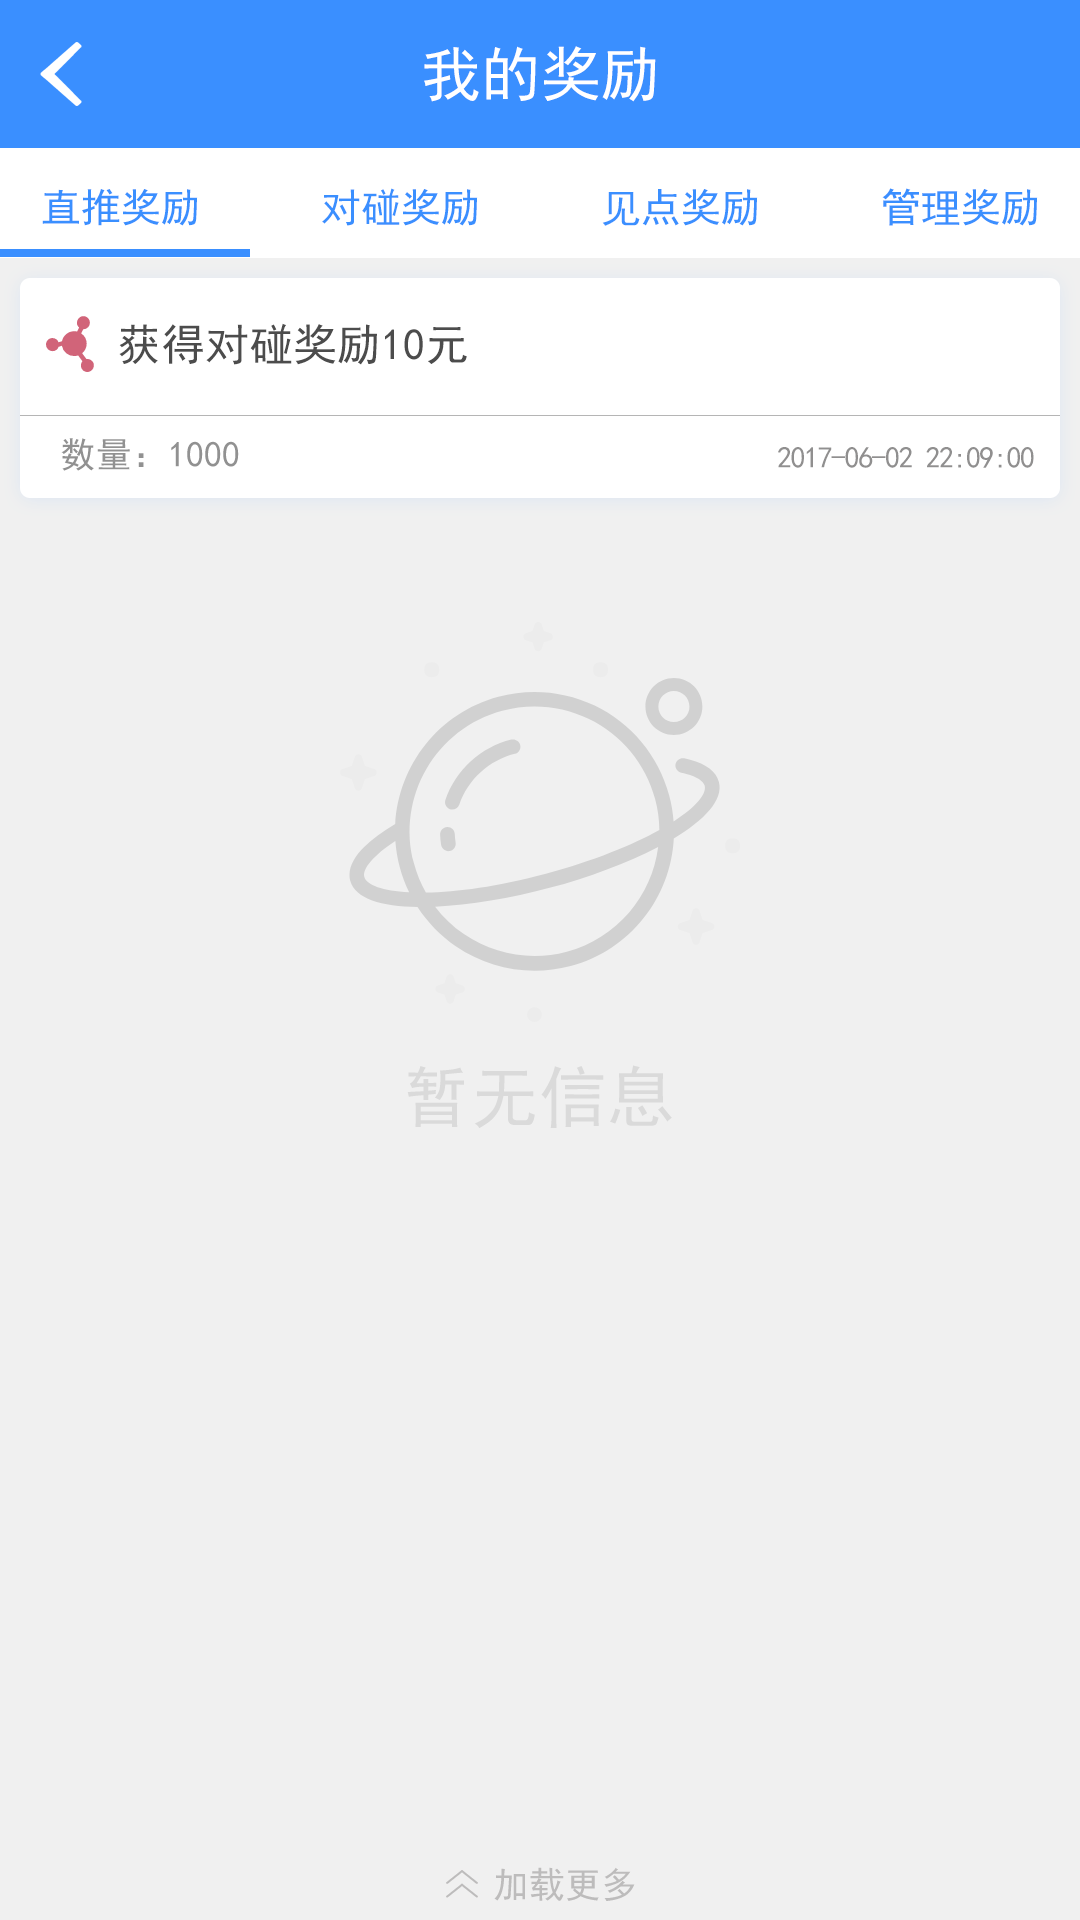 我的奖励
直推奖励 对碰奖励 见点奖励 管理奖励
获得对碰奖励10元
数量：1000 2017-06-02 22:09:00
暂无信息
加载更多